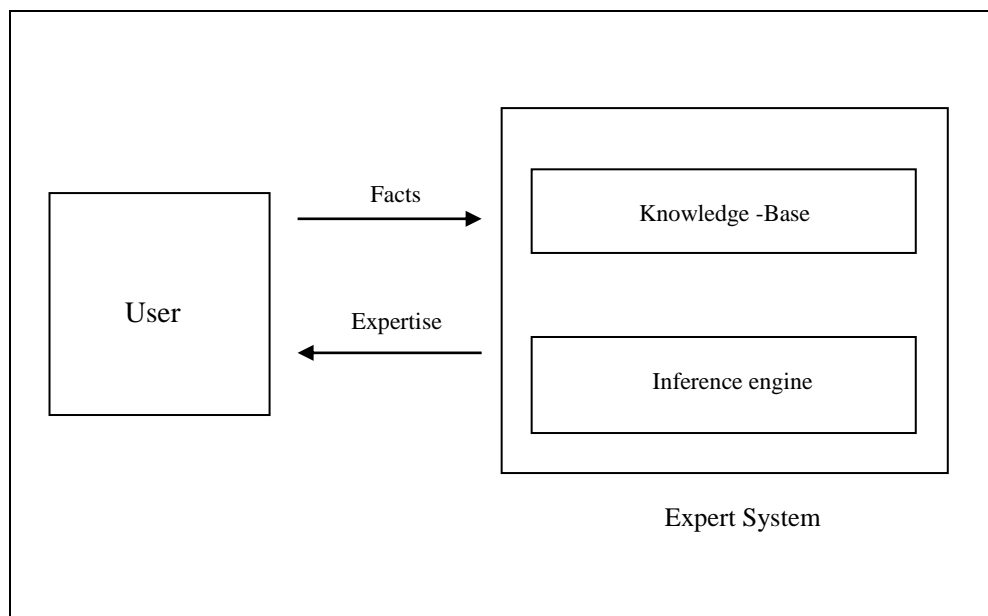 Facts
Knowledge -Base
User
Expertise
Inference engine
Expert System